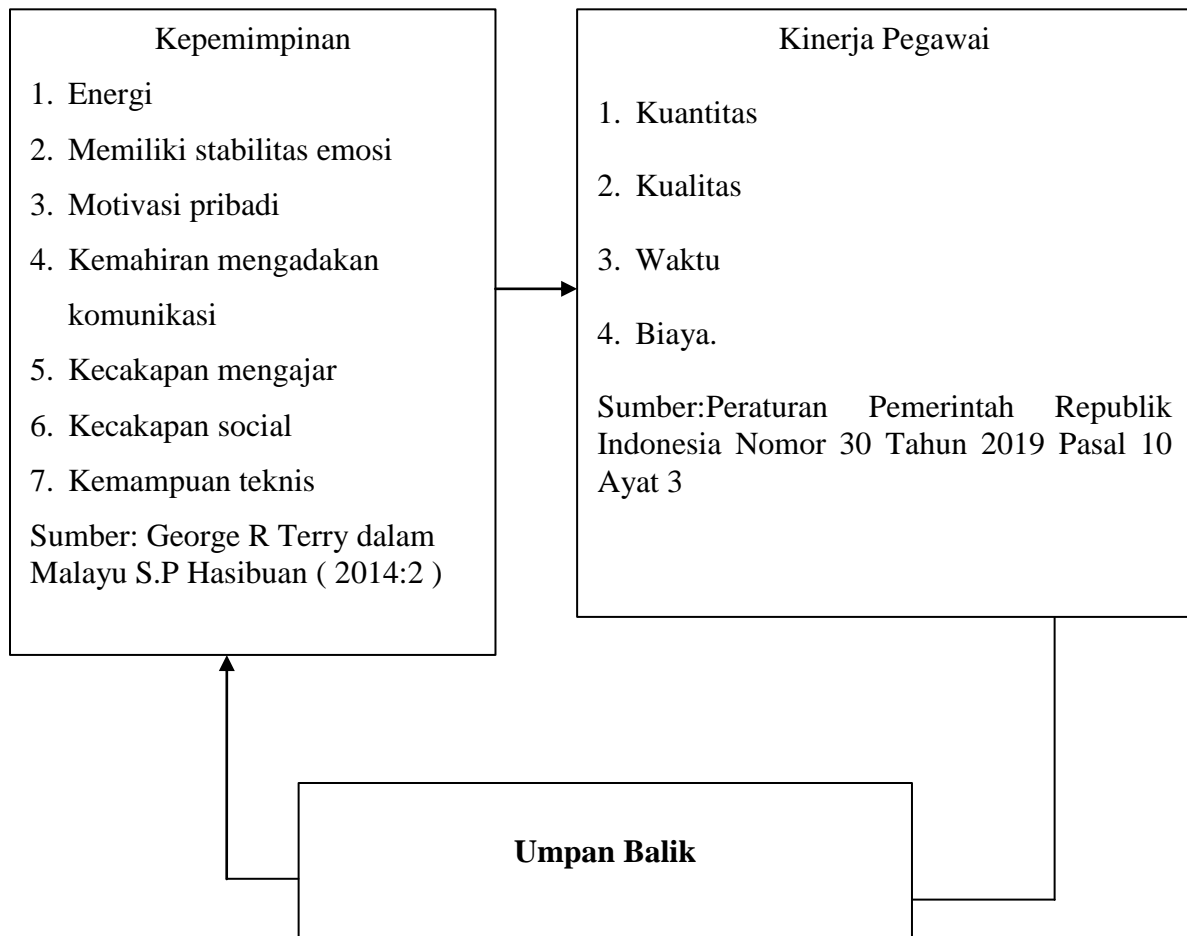 Kepemimpinan
1. Energi
2. Memiliki stabilitas emosi
3. Motivasi pribadi
4. Kemahiran mengadakan
komunikasi
5. Kecakapan mengajar
6. Kecakapan social
7. Kemampuan teknis
Sumber: George R Terry dalam
Malayu S.P Hasibuan ( 2014:2 )
Kinerja Pegawai
1. Kuantitas
2. Kualitas
3. Waktu
4. Biaya.
Sumber:Peraturan Pemerintah Republik
Indonesia Nomor 30 Tahun 2019 Pasal 10
Ayat 3
Umpan Balik